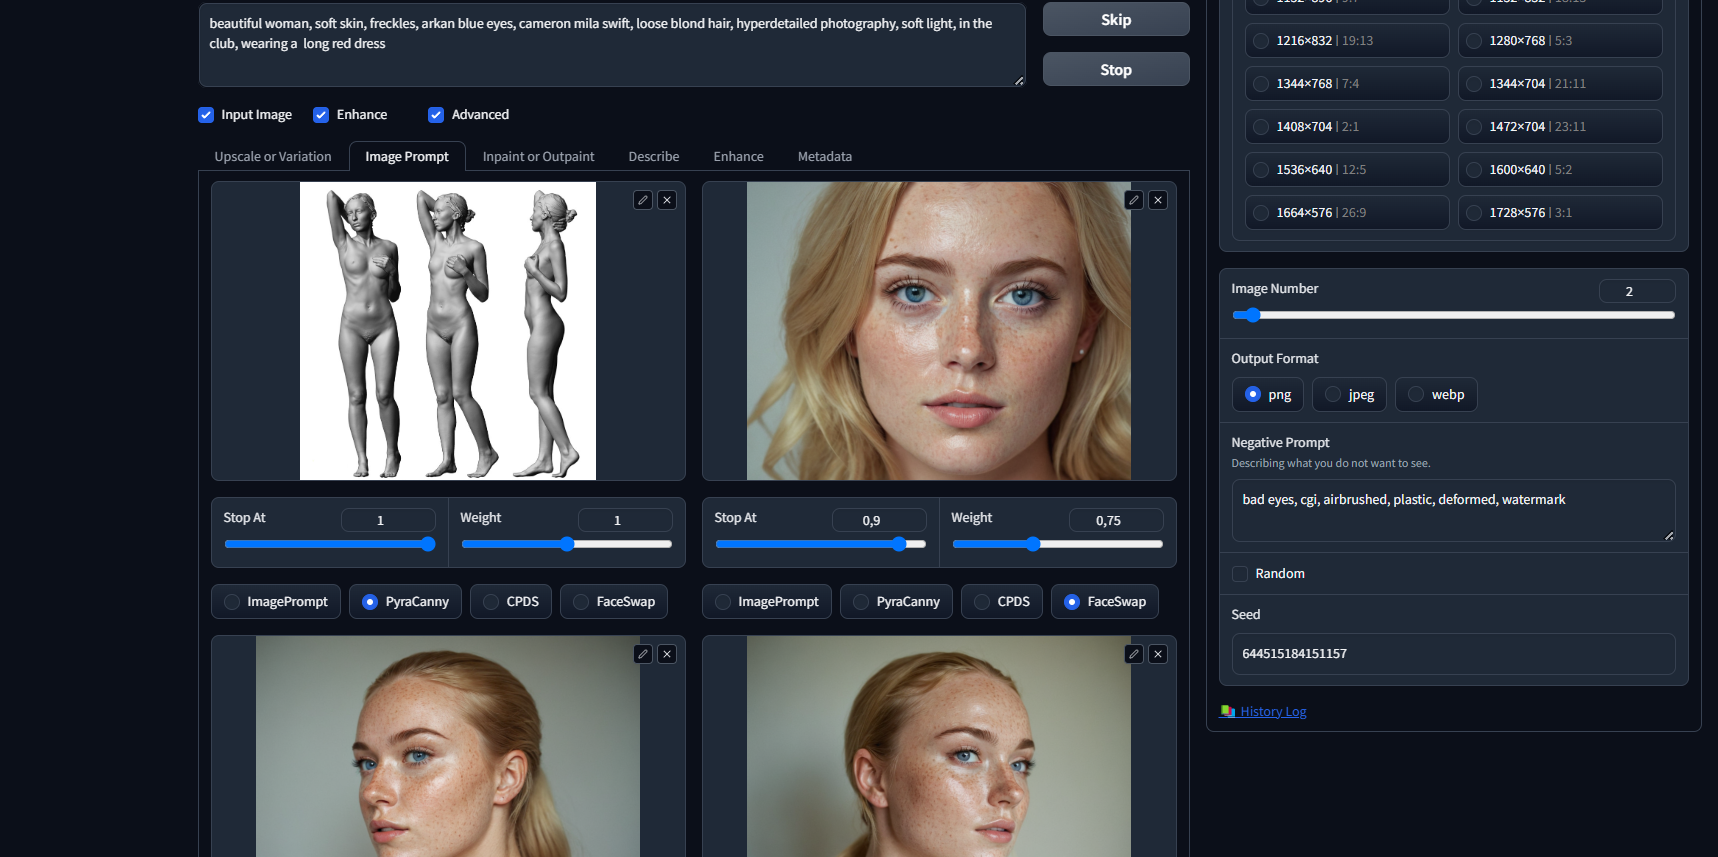 beautiful woman, soft skin, freckles, arkan blue eyes, cameron mila swift, loose blond hair, hyperdetailed photography, soft light, in the
club, wearing a  long red dress
Skip
Stop
Input Image
Enhance
Advanced
Upscale or Variation
Image Prompt
Inpaint or Outpaint
Describe
Enhance
Metadata
Stop At
1
Weight
1
Stop At
0,9
Weight
0,75
ImagePrompt
PyraCanny
CPDS
FaceSwap
ImagePrompt
PyraCanny
CPDS
FaceSwap
1216×832 | 19:13
1280×768 | 5:3
1344×768 | 7:4
1344×704 | 21:11
1408×704 | 2:1
1472×704 | 23:11
1536×640 | 12:5
1600×640 | 5:2
1664×576 | 26:9
1728×576 | 3:1
Image Number
2
Output Format
png
jpeg
webp
Negative Prompt
Describing what you do not want to see.
bad eyes, cgi, airbrushed, plastic, deformed, watermark
Random
Seed
644515184151157
History Log